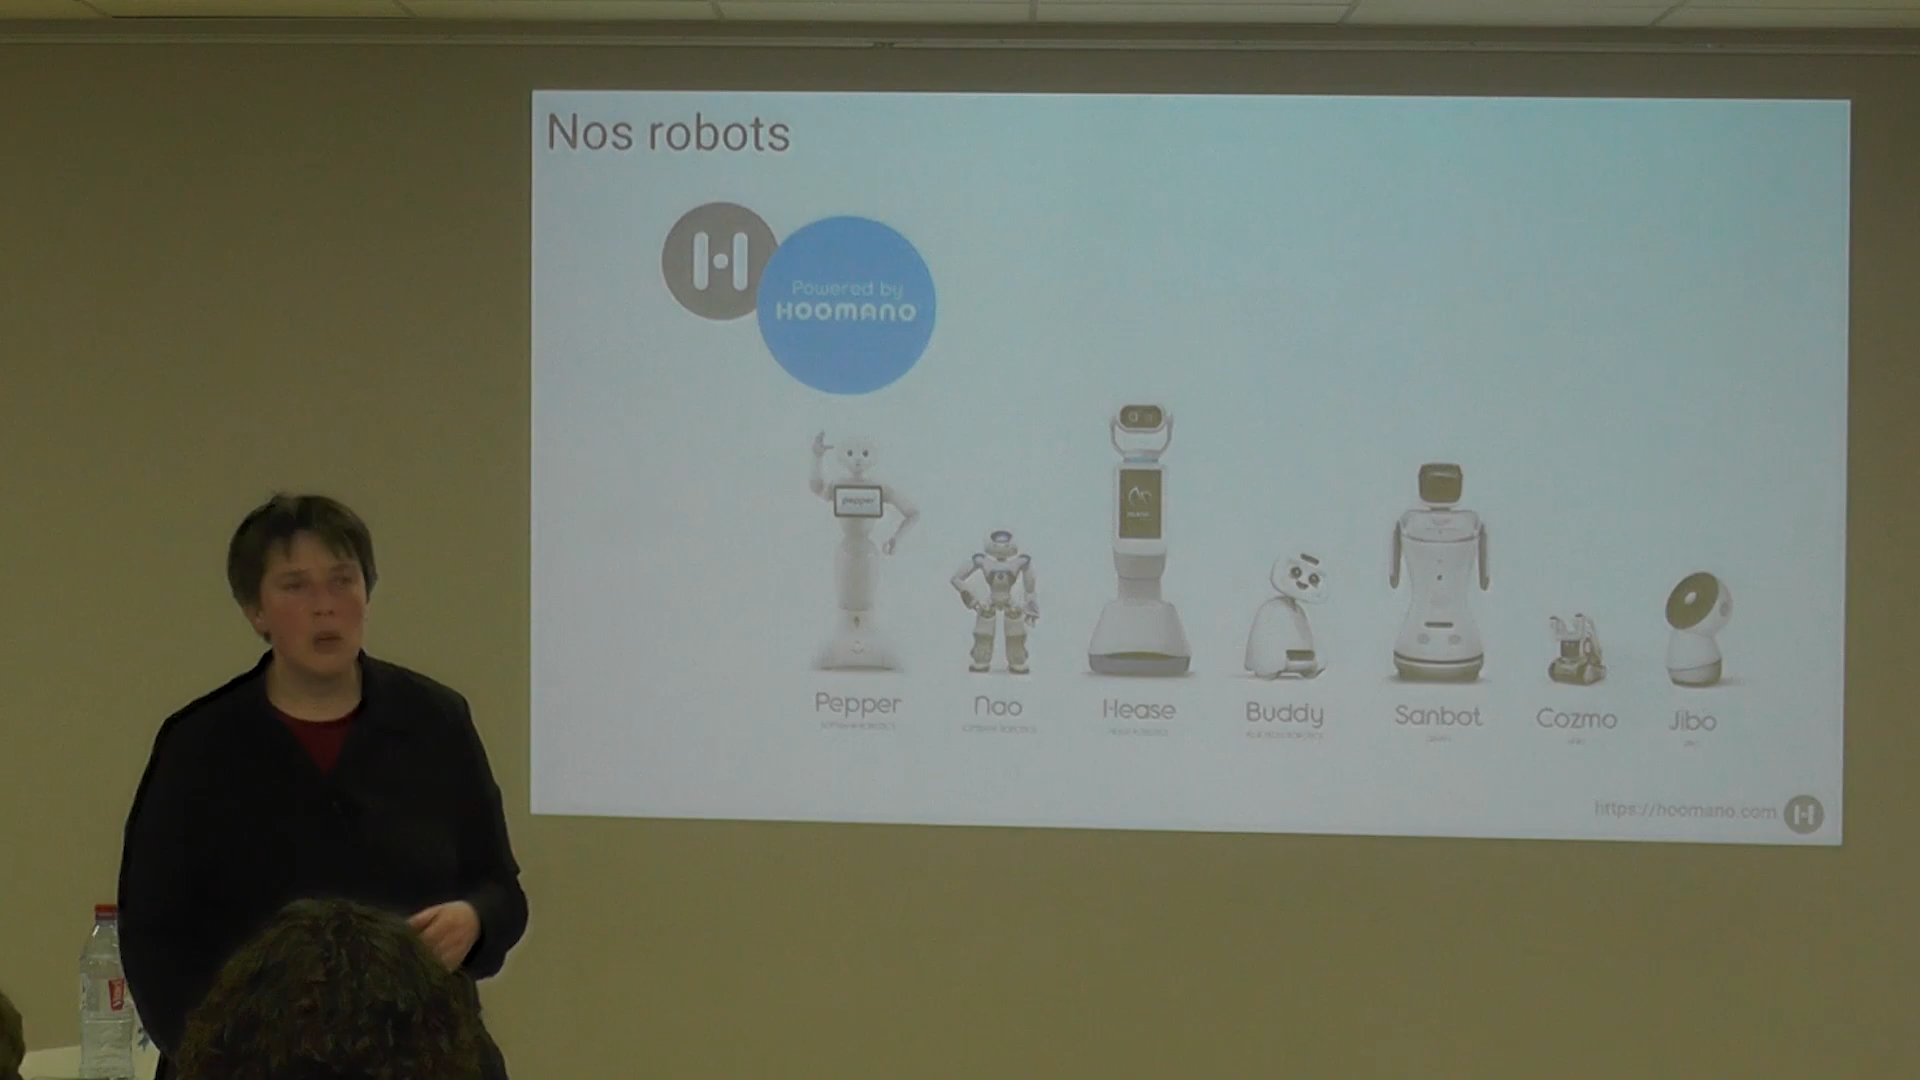 Nos robots
Powered by
HOOMANO
pepper
Pepper
Nao
Hease
Buddy
Sanbot
Cozmo
Jibo
https://hoomano.com